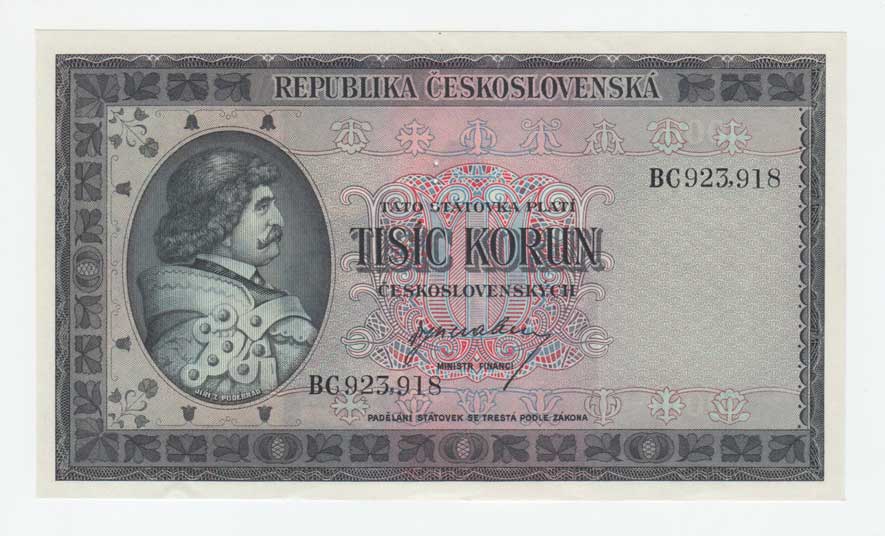 REPUBLIKA ČESKOSLOVENSKÁ
BC 923,918
TATO STÁTOVKA PLATÍ
TISÍC KORUN
ČESKOSLOVENSKÝCH
MINISTR FINANCÍ
BC 923,918
JIŘÍ Z PODĚBRAD
PADĚLÁNÍ STÁTOVEK SE TRESTÁ PODLE ZÁKONA